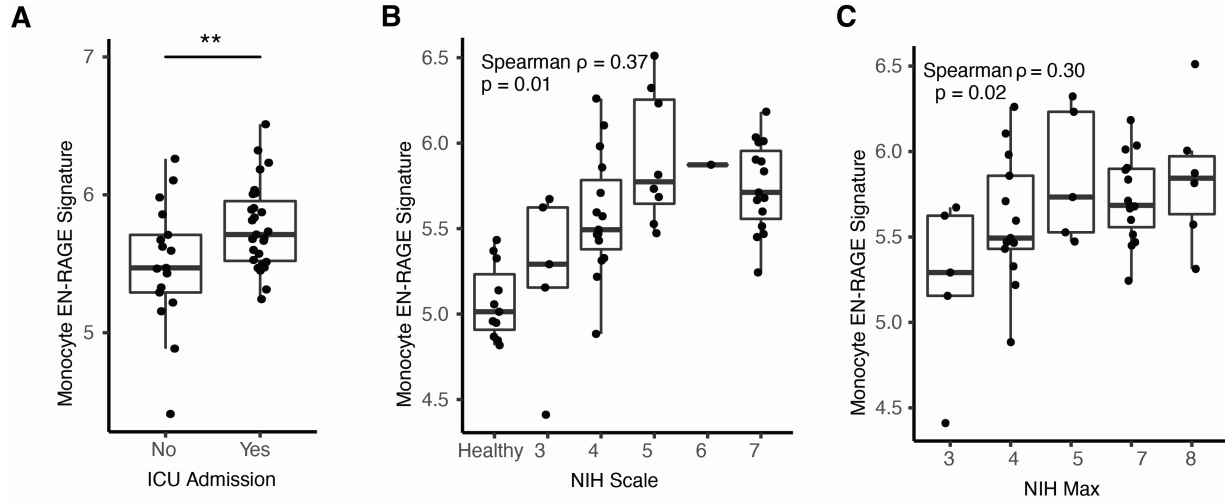 A
Monocyte EN-RAGE Signature
7
6
5
**
No
Yes
ICU Admission
B
Monocyte EN-RAGE Signature
6.5
6.0
5.5
5.0
4.5
Spearman ρ = 0.37
p = 0.01
Healthy 3 4 5 6 7
NIH Scale
C
Monocyte EN-RAGE Signature
6.5
6.0
5.5
5.0
4.5
Spearman ρ = 0.30
p = 0.02
3 4 5 7 8
NIH Max